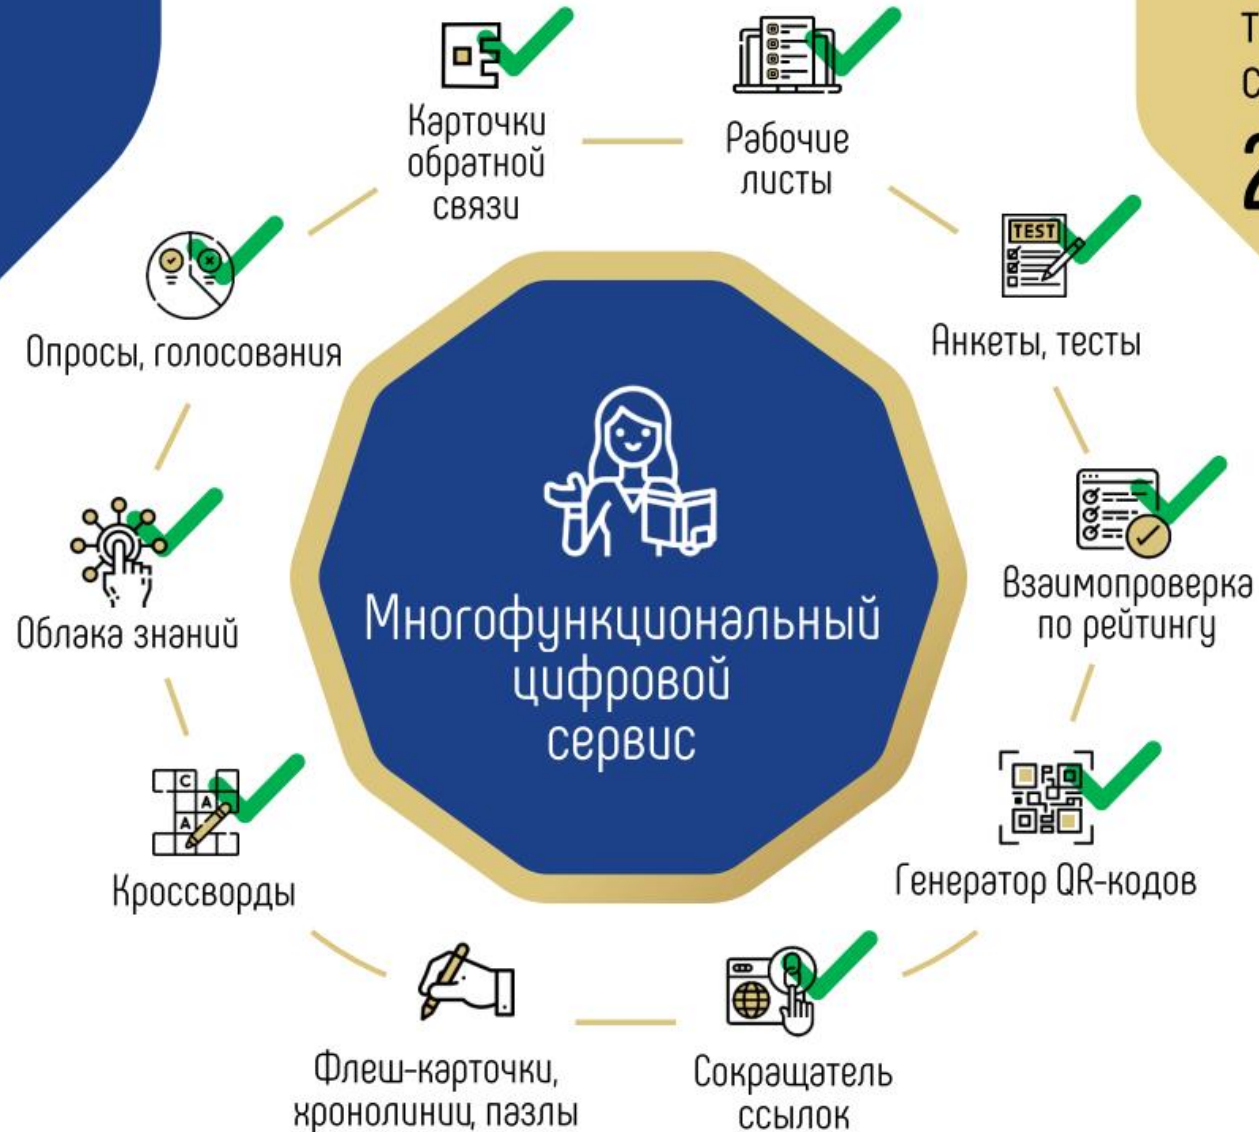 Карточки
обратной
связи
Рабочие
листы
Опросы, голосования
TEST
Анкеты, тесты
Облака знаний
Многофункциональный
цифровой
сервис
Взаимопроверка
по рейтингу
C
A
A
Кроссворды
Генератор QR-кодов
Флеш-карточки,
хронолинии, пазлы
Сокращатель
ссылок